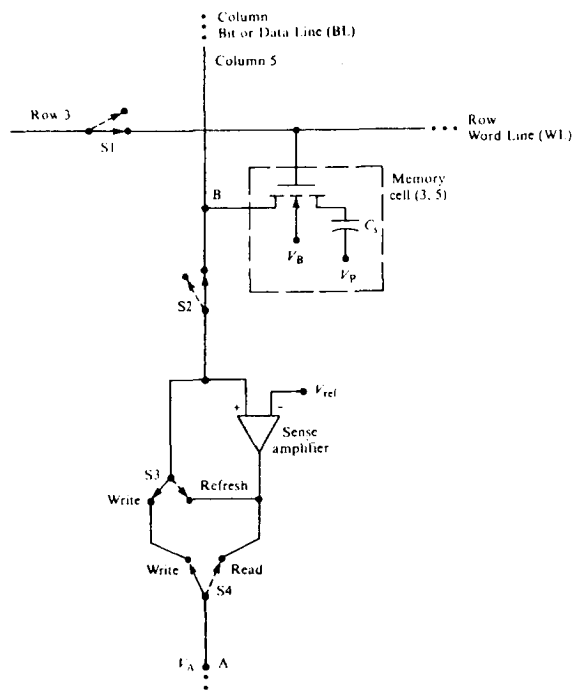 Column
Bit or Data Line (BL)
Column 5
Row 3
S1
Row
Word Line (WL)
B
Memory
cell (3, 5)
C_s
V_B
V_P
S2
V_ref
+
−
Sense
amplifier
S3
Refresh
Write
Write
Read
S4
V_A
A